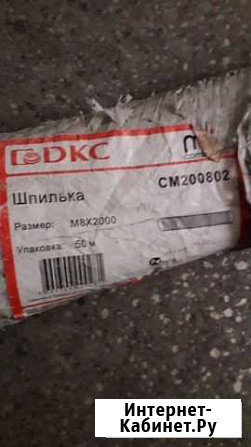 DKC
Шпилька
CM200802
Размер: M8X2000
Упаковка: 50 м
Интернет-
Кабинет.Ру